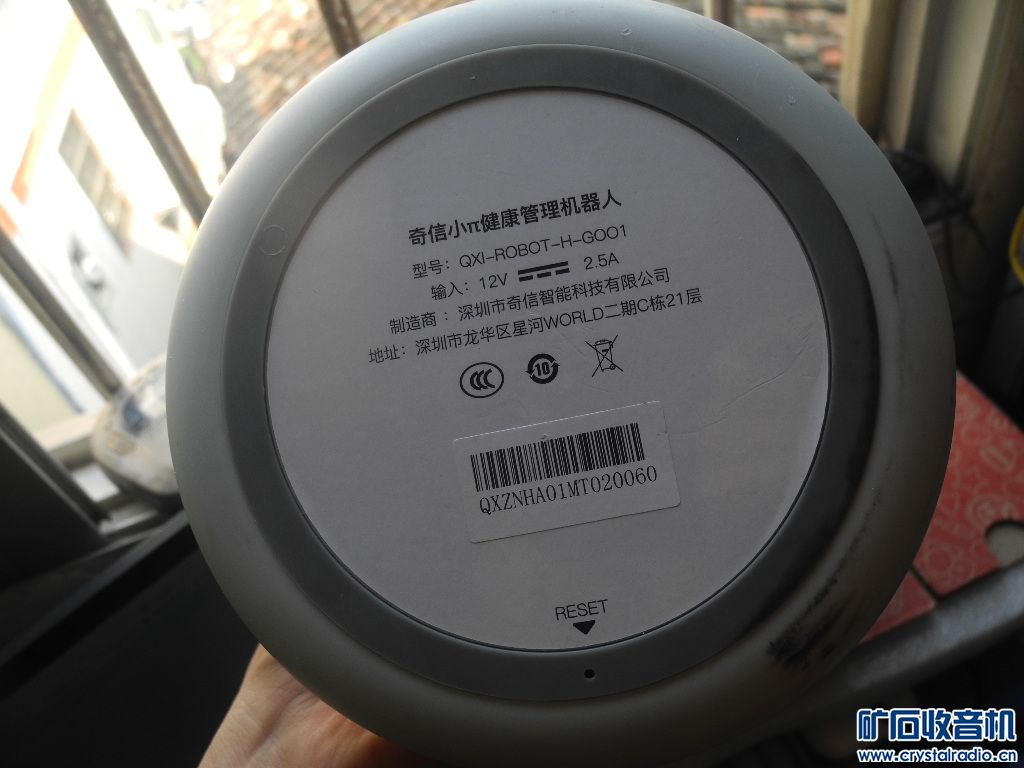 奇信小π健康管理机器人
型号：QXI-ROBOT-H-G001
输入：12V 2.5A
制造商：深圳市奇信智能科技有限公司
地址：深圳市龙华区星河WORLD二期C栋21层
CCC
10
QXZNHA01MT020060
RESET
矿石收音机
www.crystalradio.cn